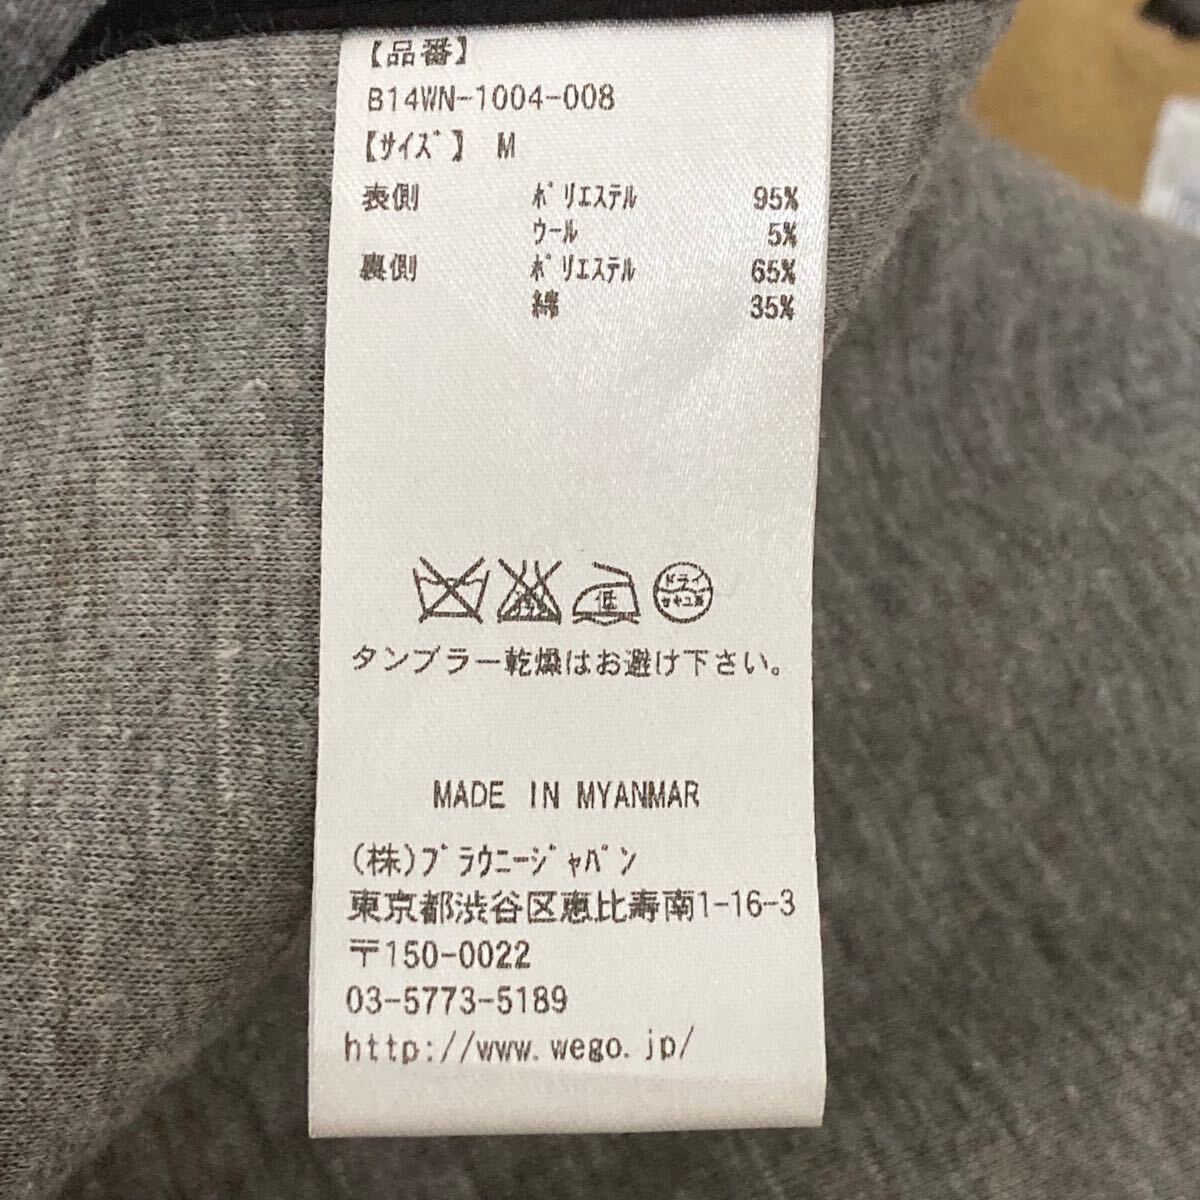 【品番】
B14WN-1004-008
【ｻｲｽﾞ】 M
表側 ﾎﾟﾘｴｽﾃﾙ 95%
ｳｰﾙ 5%
裏側 ﾎﾟﾘｴｽﾃﾙ 65%
綿 35%
低 ドライ
タンブラー乾燥はお避け下さい。
MADE IN MYANMAR
(株)ﾌﾞﾗｳﾆｰｼﾞｬﾊﾟﾝ
東京都渋谷区恵比寿南1-16-3
〒150-0022
03-5773-5189
http://www.wego.jp/